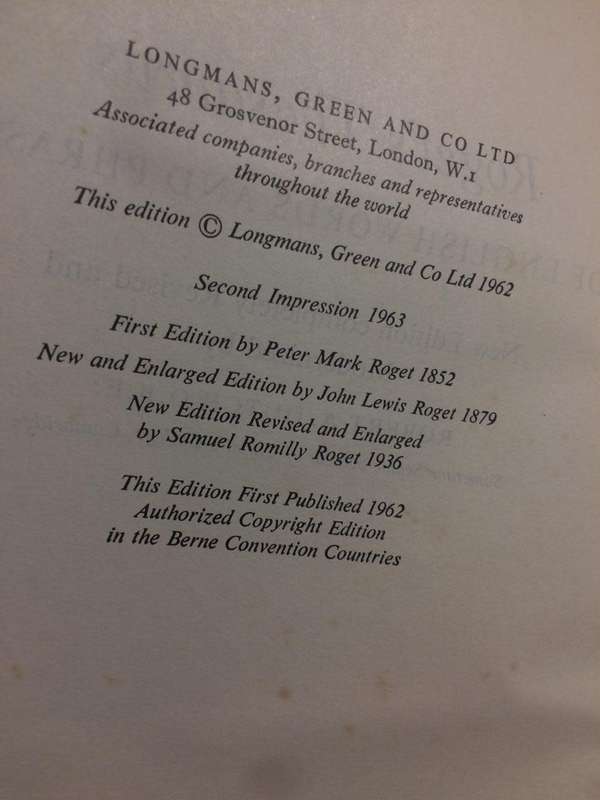 LONGMANS, GREEN AND CO LTD
48 Grosvenor Street, London, W.1
Associated companies, branches and representatives
throughout the world
This edition © Longmans, Green and Co Ltd 1962
Second Impression 1963
First Edition by Peter Mark Roget 1852
New and Enlarged Edition by John Lewis Roget 1879
New Edition Revised and Enlarged
by Samuel Romilly Roget 1936
This Edition First Published 1962
Authorized Copyright Edition
in the Berne Convention Countries